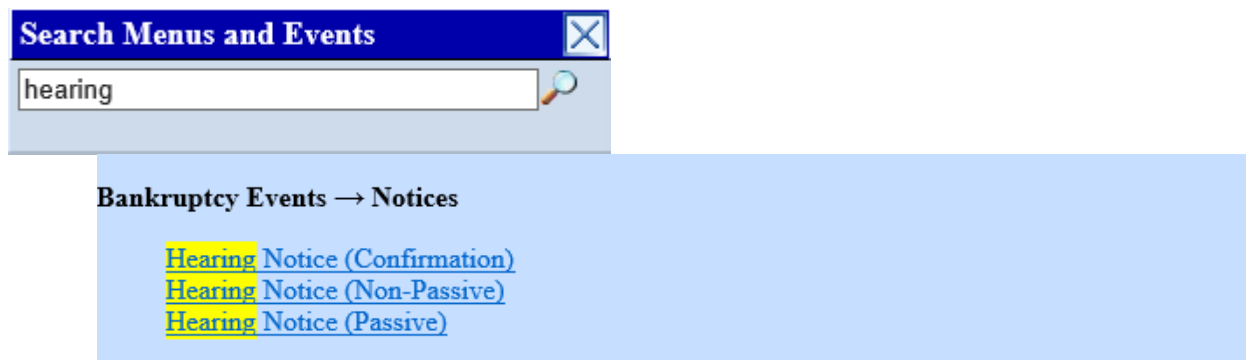 Search Menus and Events
hearing
Bankruptcy Events → Notices
Hearing Notice (Confirmation)
Hearing Notice (Non-Passive)
Hearing Notice (Passive)